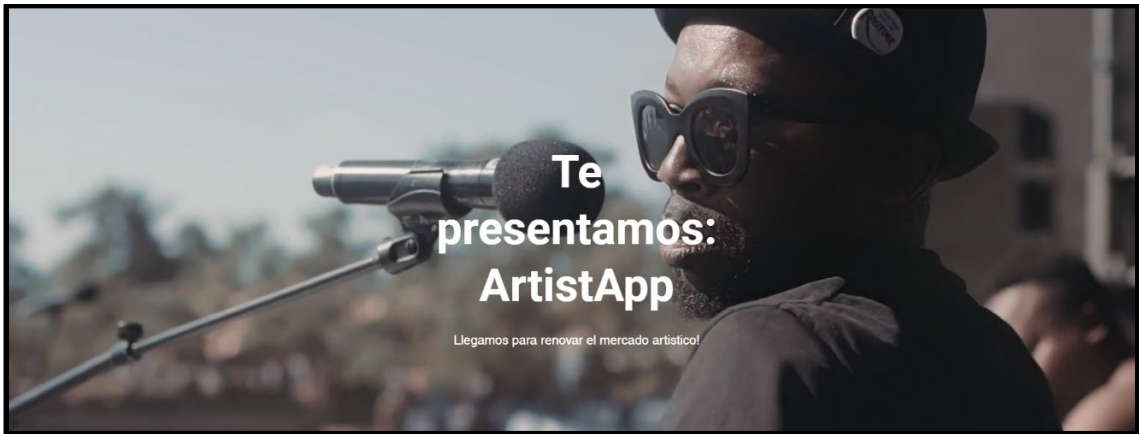 Te
presentamos:
ArtistApp
Llegamos para renovar el mercado artistico!